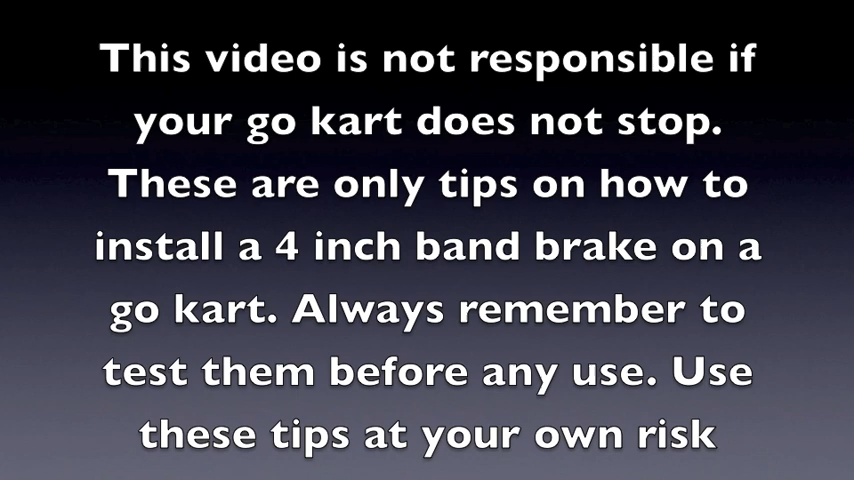 This video is not responsible if
your go kart does not stop.
These are only tips on how to
install a 4 inch band brake on a
go kart. Always remember to
test them before any use. Use
these tips at your own risk